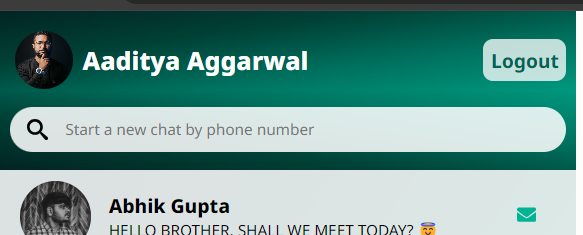 Aaditya Aggarwal
Logout
Start a new chat by phone number
Abhik Gupta
HELLO BROTHER, SHALL WE MEET TODAY? 😇